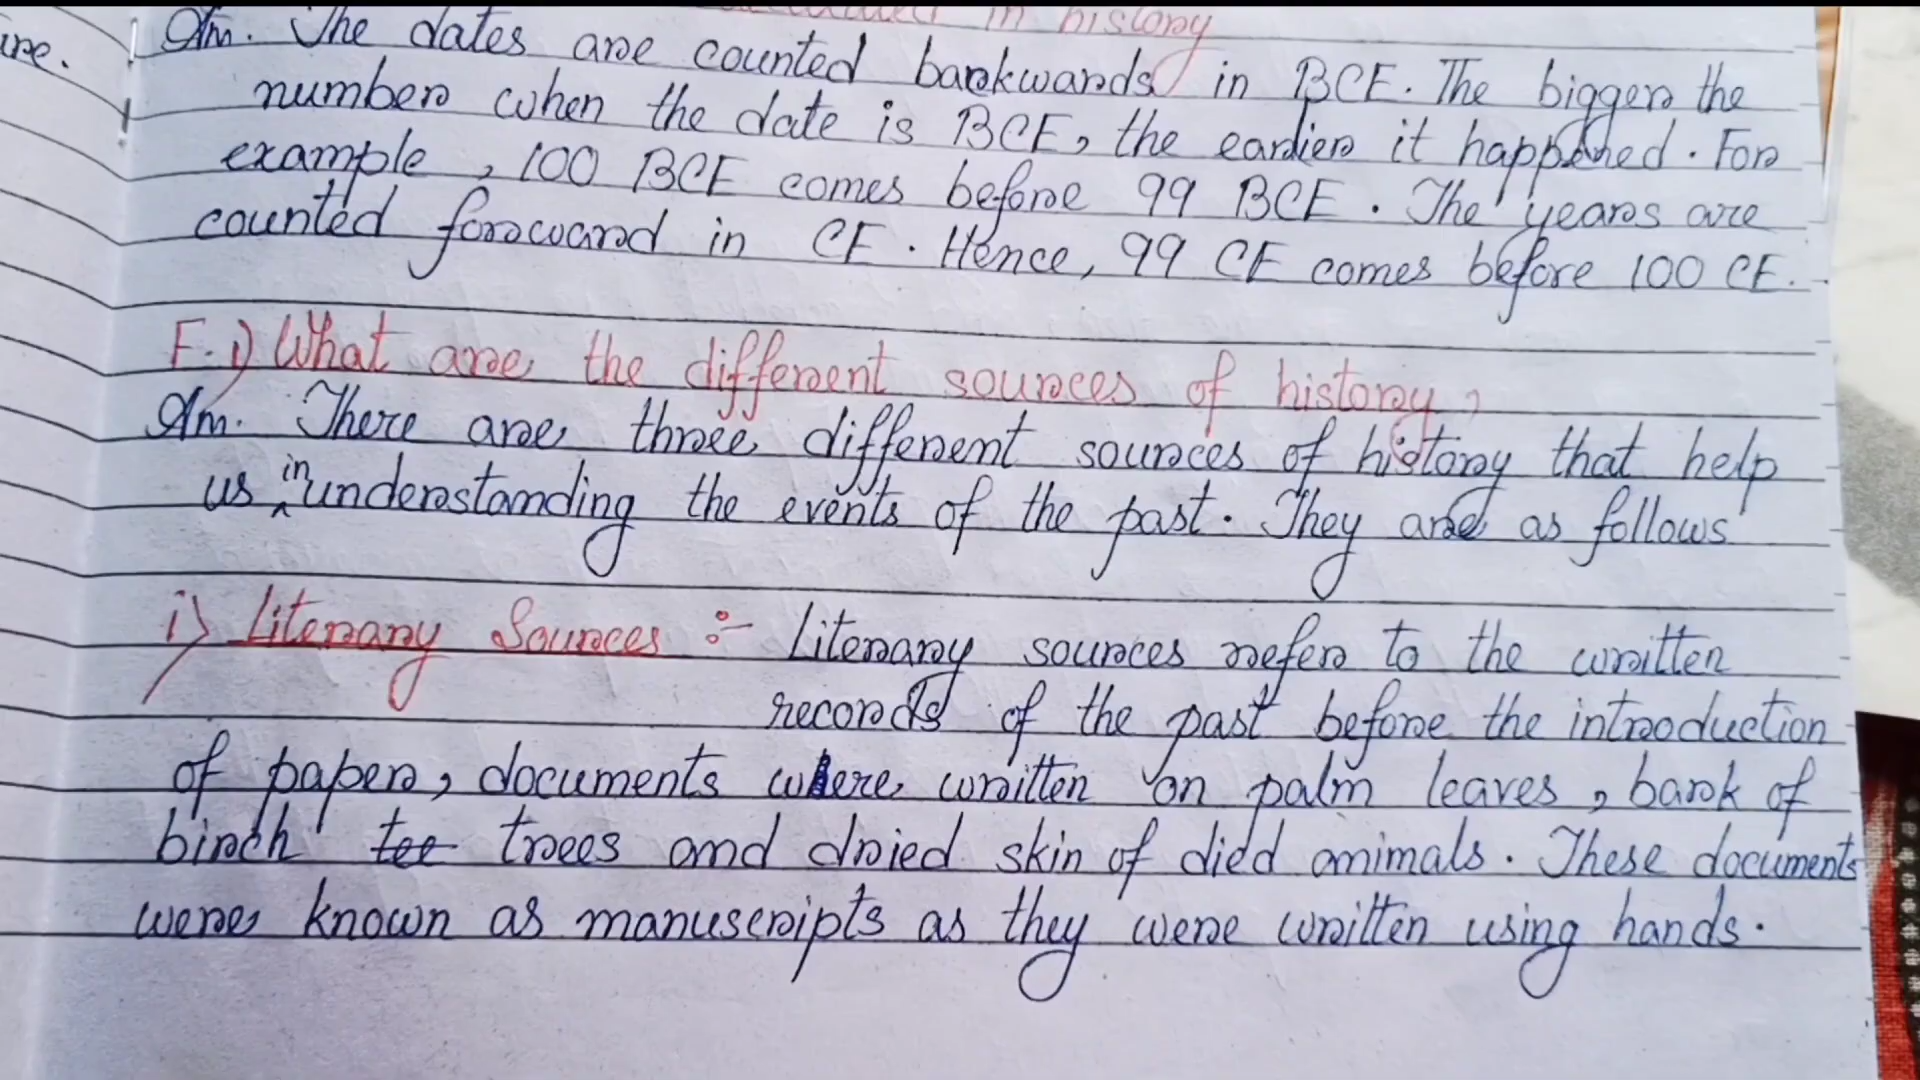 in history
ure.
Ans. The dates are counted backwards in BCE. The bigger the
number when the date is BCE, the earlier it happened. For
example, 100 BCE comes before 99 BCE. The years are
counted forward in CE. Hence, 99 CE comes before 100 CE.
F. 1) What are the different sources of history,
Ans. There are three different sources of history that help
us in understanding the events of the past. They are as follows
i) Literary Sources :- Literary sources refer to the written
records of the past before the introduction
of paper, documents where written on palm leaves, bark of
birch tee trees and dried skin of died animals. These documents
were known as manuscripts as they were written using hands.